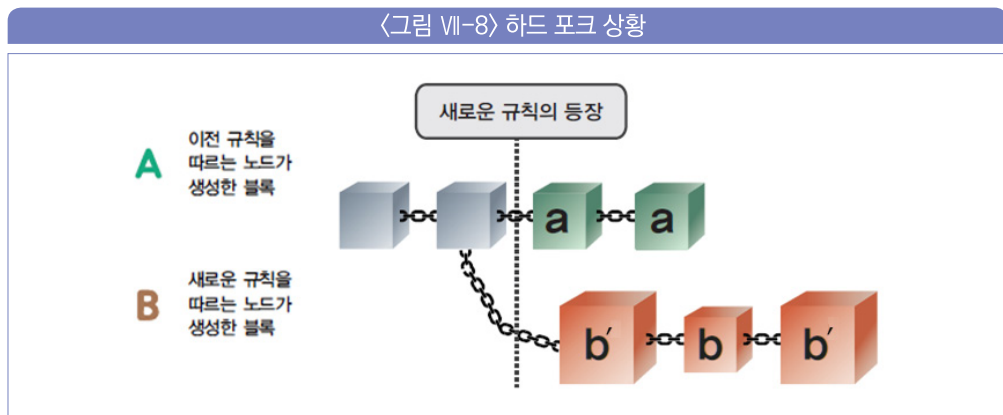 〈그림 Ⅶ-8〉 하드 포크 상황
새로운 규칙의 등장
A
이전 규칙을
따르는 노드가
생성한 블록
a
a
B
새로운 규칙을
따르는 노드가
생성한 블록
b′
b
b′